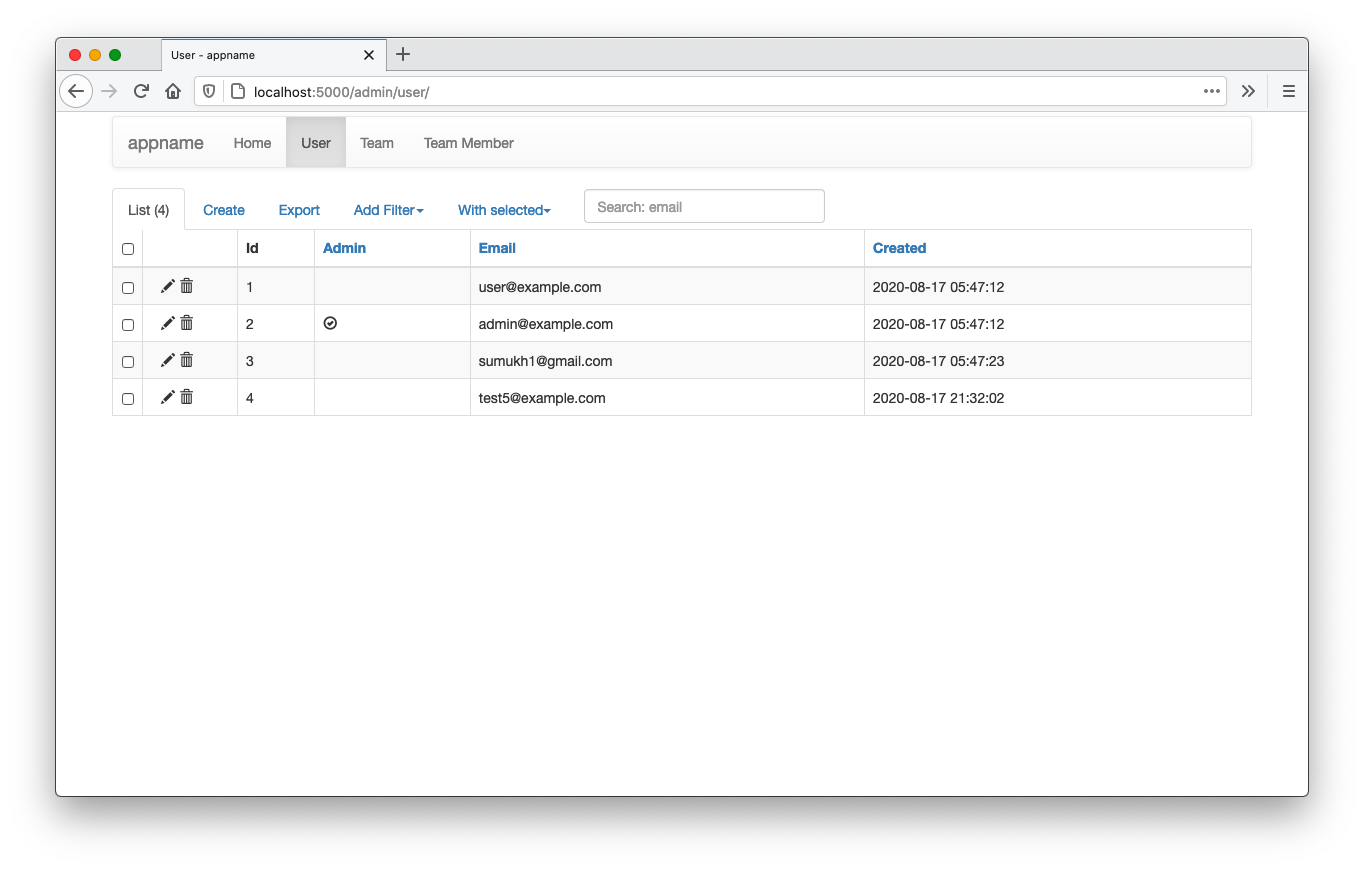 User - appname
localhost:5000/admin/user/
appname Home User Team Team Member
List (4) Create Export Add Filter With selected Search: email
Id Admin Email Created
1 user@example.com 2020-08-17 05:47:12
2 admin@example.com 2020-08-17 05:47:12
3 sumukh1@gmail.com 2020-08-17 05:47:23
4 test5@example.com 2020-08-17 21:32:02